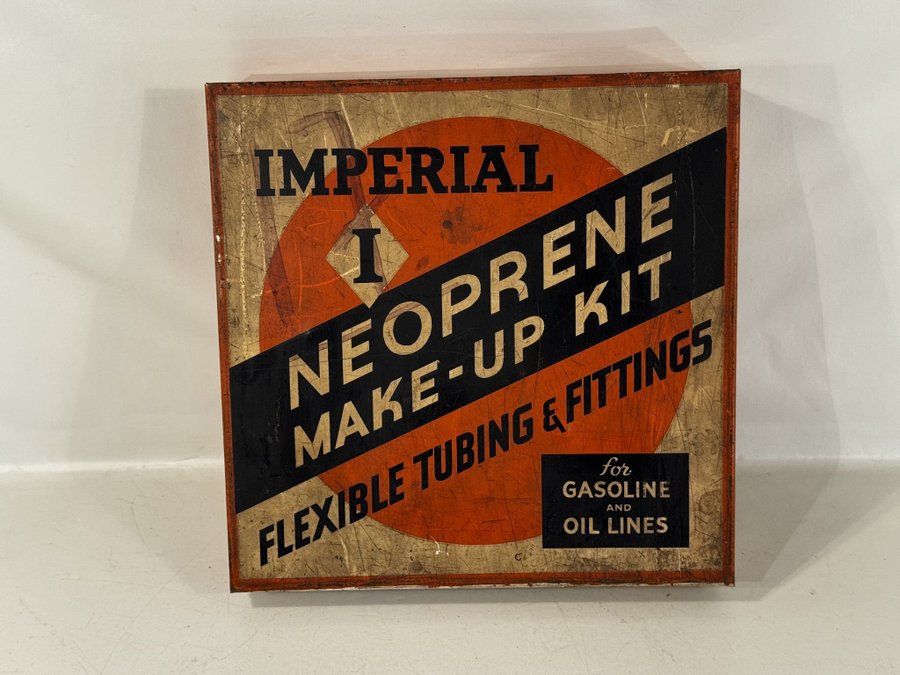 IMPERIAL
I
NEOPRENE
MAKE-UP KIT
FLEXIBLE TUBING & FITTINGS
for
GASOLINE
AND
OIL LINES